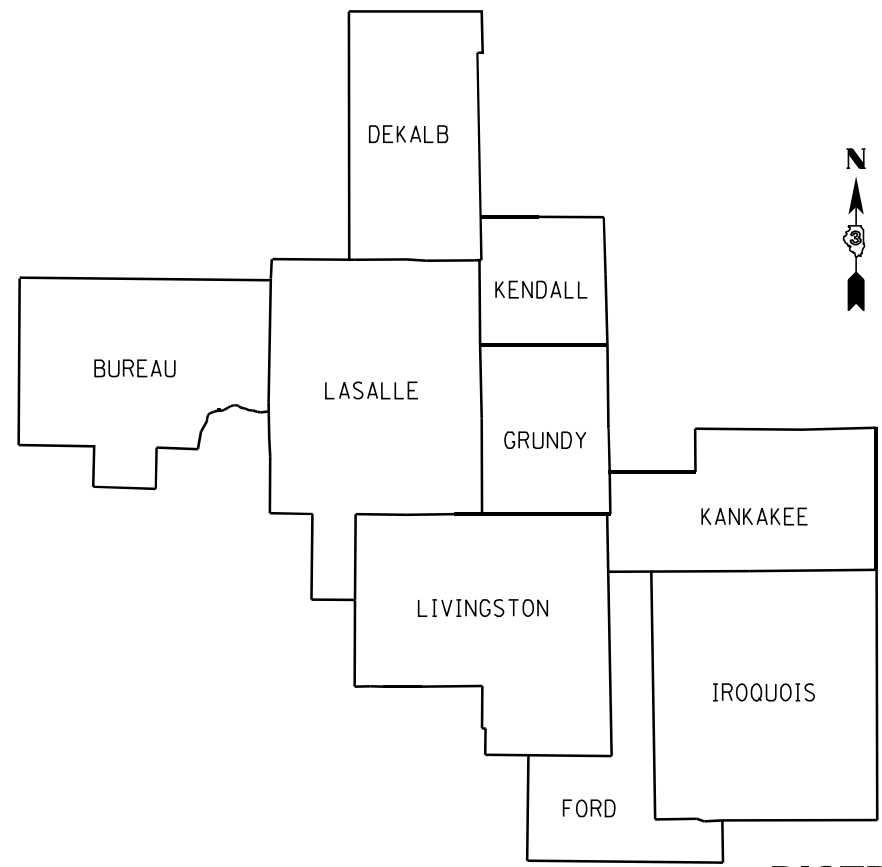 DEKALB
N
3
KENDALL
BUREAU
LASALLE
GRUNDY
KANKAKEE
LIVINGSTON
IROQUOIS
FORD